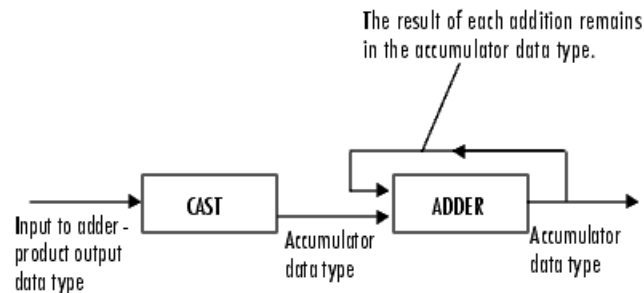 The result of each addition remains
in the accumulator data type.
CAST
ADDER
Input to adder -
product output
data type
Accumulator
data type
Accumulator
data type